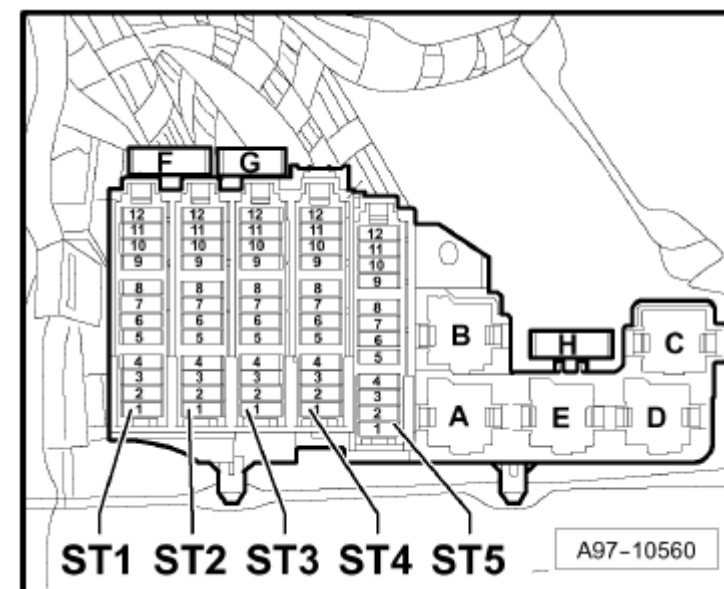 F G
12 12 12 12
11 11 11 11 12
10 10 10 10 11
9 9 9 9 10
9
8 8 8 8
7 7 7 7 8
6 6 6 6 7
5 5 5 5 6
5
B H C
4 4 4 4
3 3 3 3 4
2 2 2 2 3
1 1 1 1 2
1
A E D
ST1 ST2 ST3 ST4 ST5
A97-10560